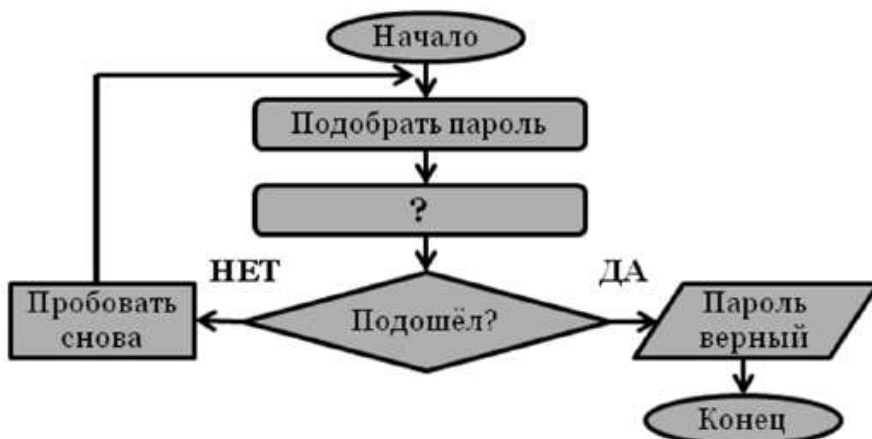 Начало
Подобрать пароль
?
НЕТ
ДА
Пробовать
снова
Подошёл?
Пароль
верный
Конец